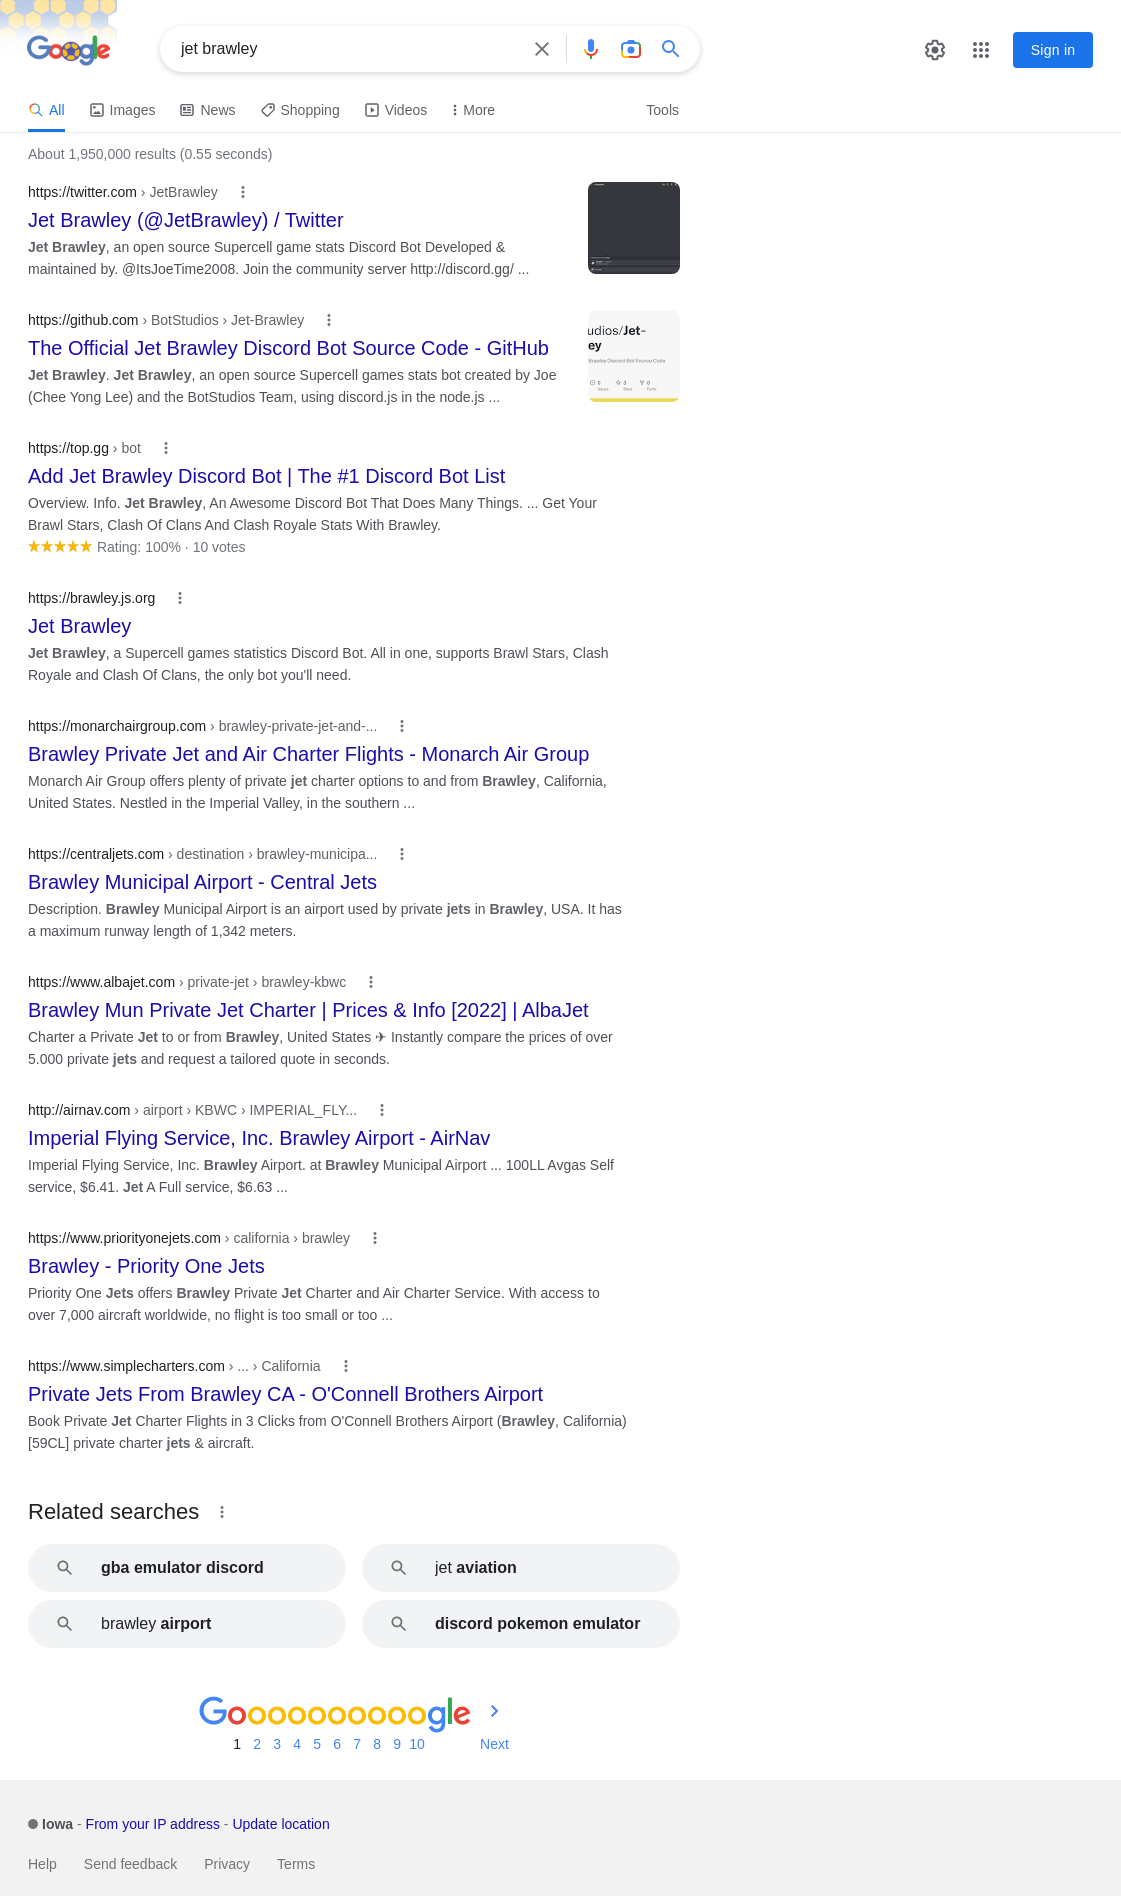 Google
jet brawley
Sign in
All Images News Shopping Videos More Tools
About 1,950,000 results (0.55 seconds)
https://twitter.com › JetBrawley
Jet Brawley (@JetBrawley) / Twitter
Jet Brawley, an open source Supercell game stats Discord Bot Developed &
maintained by. @ItsJoeTime2008. Join the community server http://discord.gg/ ...
https://github.com › BotStudios › Jet-Brawley
The Official Jet Brawley Discord Bot Source Code - GitHub
Jet Brawley. Jet Brawley, an open source Supercell games stats bot created by Joe
(Chee Yong Lee) and the BotStudios Team, using discord.js in the node.js ...
udios/Jet-
ey
Brawley Discord Bot Source Code
0 3 0
Issues Stars Forks
https://top.gg › bot
Add Jet Brawley Discord Bot | The #1 Discord Bot List
Overview. Info. Jet Brawley, An Awesome Discord Bot That Does Many Things. ... Get Your
Brawl Stars, Clash Of Clans And Clash Royale Stats With Brawley.
Rating: 100% · 10 votes
https://brawley.js.org
Jet Brawley
Jet Brawley, a Supercell games statistics Discord Bot. All in one, supports Brawl Stars, Clash
Royale and Clash Of Clans, the only bot you'll need.
https://monarchairgroup.com › brawley-private-jet-and-...
Brawley Private Jet and Air Charter Flights - Monarch Air Group
Monarch Air Group offers plenty of private jet charter options to and from Brawley, California,
United States. Nestled in the Imperial Valley, in the southern ...
https://centraljets.com › destination › brawley-municipa...
Brawley Municipal Airport - Central Jets
Description. Brawley Municipal Airport is an airport used by private jets in Brawley, USA. It has
a maximum runway length of 1,342 meters.
https://www.albajet.com › private-jet › brawley-kbwc
Brawley Mun Private Jet Charter | Prices & Info [2022] | AlbaJet
Charter a Private Jet to or from Brawley, United States ✈ Instantly compare the prices of over
5.000 private jets and request a tailored quote in seconds.
http://airnav.com › airport › KBWC › IMPERIAL_FLY...
Imperial Flying Service, Inc. Brawley Airport - AirNav
Imperial Flying Service, Inc. Brawley Airport. at Brawley Municipal Airport ... 100LL Avgas Self
service, $6.41. Jet A Full service, $6.63 ...
https://www.priorityonejets.com › california › brawley
Brawley - Priority One Jets
Priority One Jets offers Brawley Private Jet Charter and Air Charter Service. With access to
over 7,000 aircraft worldwide, no flight is too small or too ...
https://www.simplecharters.com › ... › California
Private Jets From Brawley CA - O'Connell Brothers Airport
Book Private Jet Charter Flights in 3 Clicks from O'Connell Brothers Airport (Brawley, California)
[59CL] private charter jets & aircraft.
Related searches
gba emulator discord
jet aviation
brawley airport
discord pokemon emulator
Goooooooooogle
1 2 3 4 5 6 7 8 9 10 Next
Iowa - From your IP address - Update location
Help Send feedback Privacy Terms